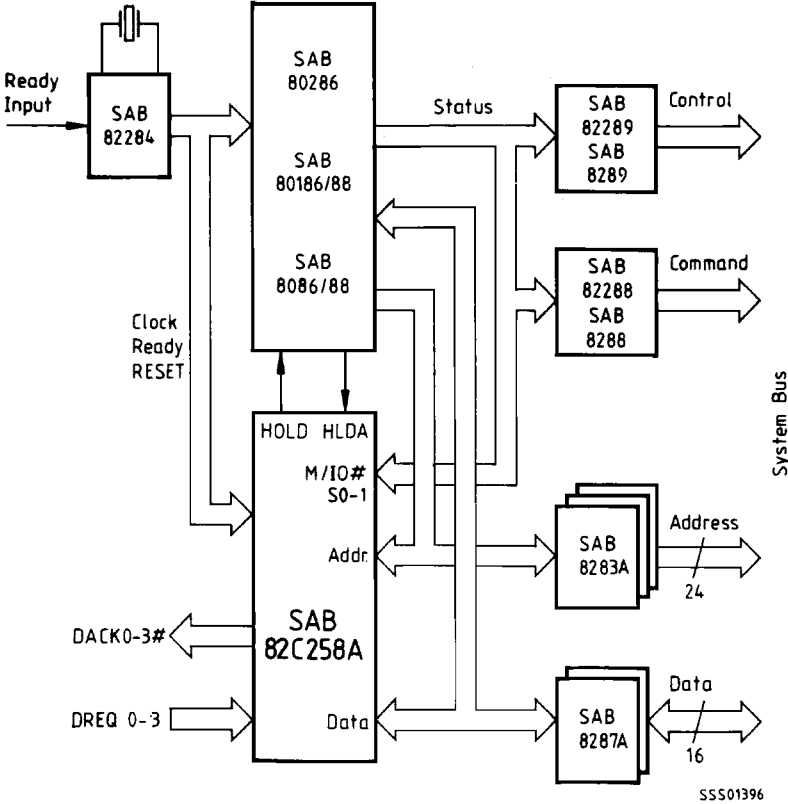 Ready
Input
SAB
82284
SAB
80286
SAB
80186/88
SAB
8086/88
Status
SAB
82289
SAB
8289
Control
SAB
82288
SAB
8288
Command
Clock
Ready
RESET
HOLD HLDA
M/IO#
S0-1
Addr.
SAB
82C258A
Data
DACK0-3#
DREQ 0-3
SAB
8283A
Address
24
SAB
8287A
Data
16
System Bus
SSS01396